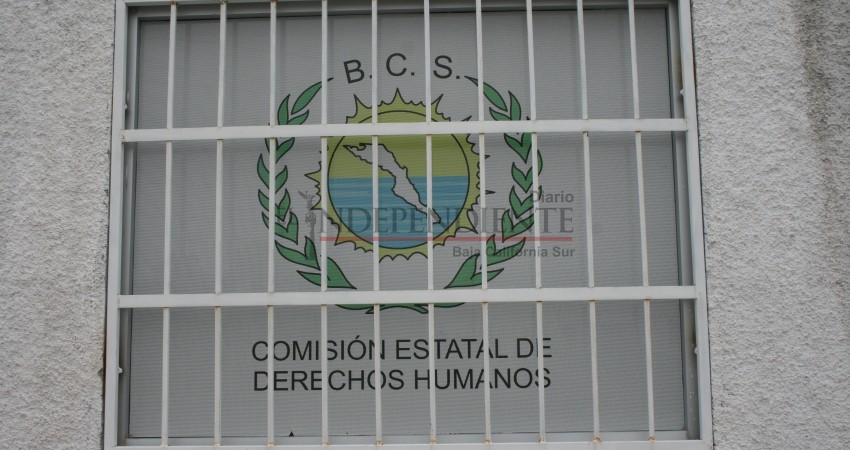 B. C. S.
Diario
INDEPENDIENTE
Baja California Sur
COMISIÓN ESTATAL DE
DERECHOS HUMANOS